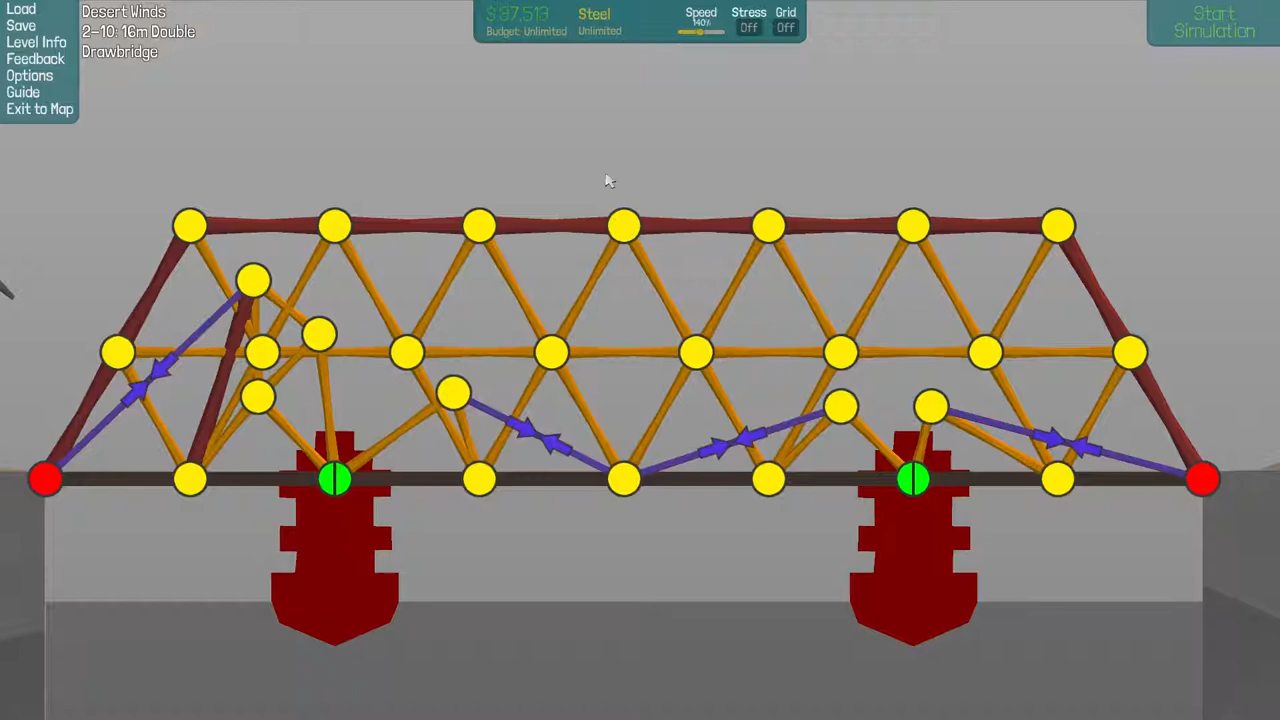 Load
Save
Level Info
Feedback
Options
Guide
Exit to Map
Desert Winds
2-10: 16m Double
Drawbridge
$37,513
Budget: Unlimited
Steel
Unlimited
Speed
140%
Stress
Off
Grid
Off
Start
Simulation